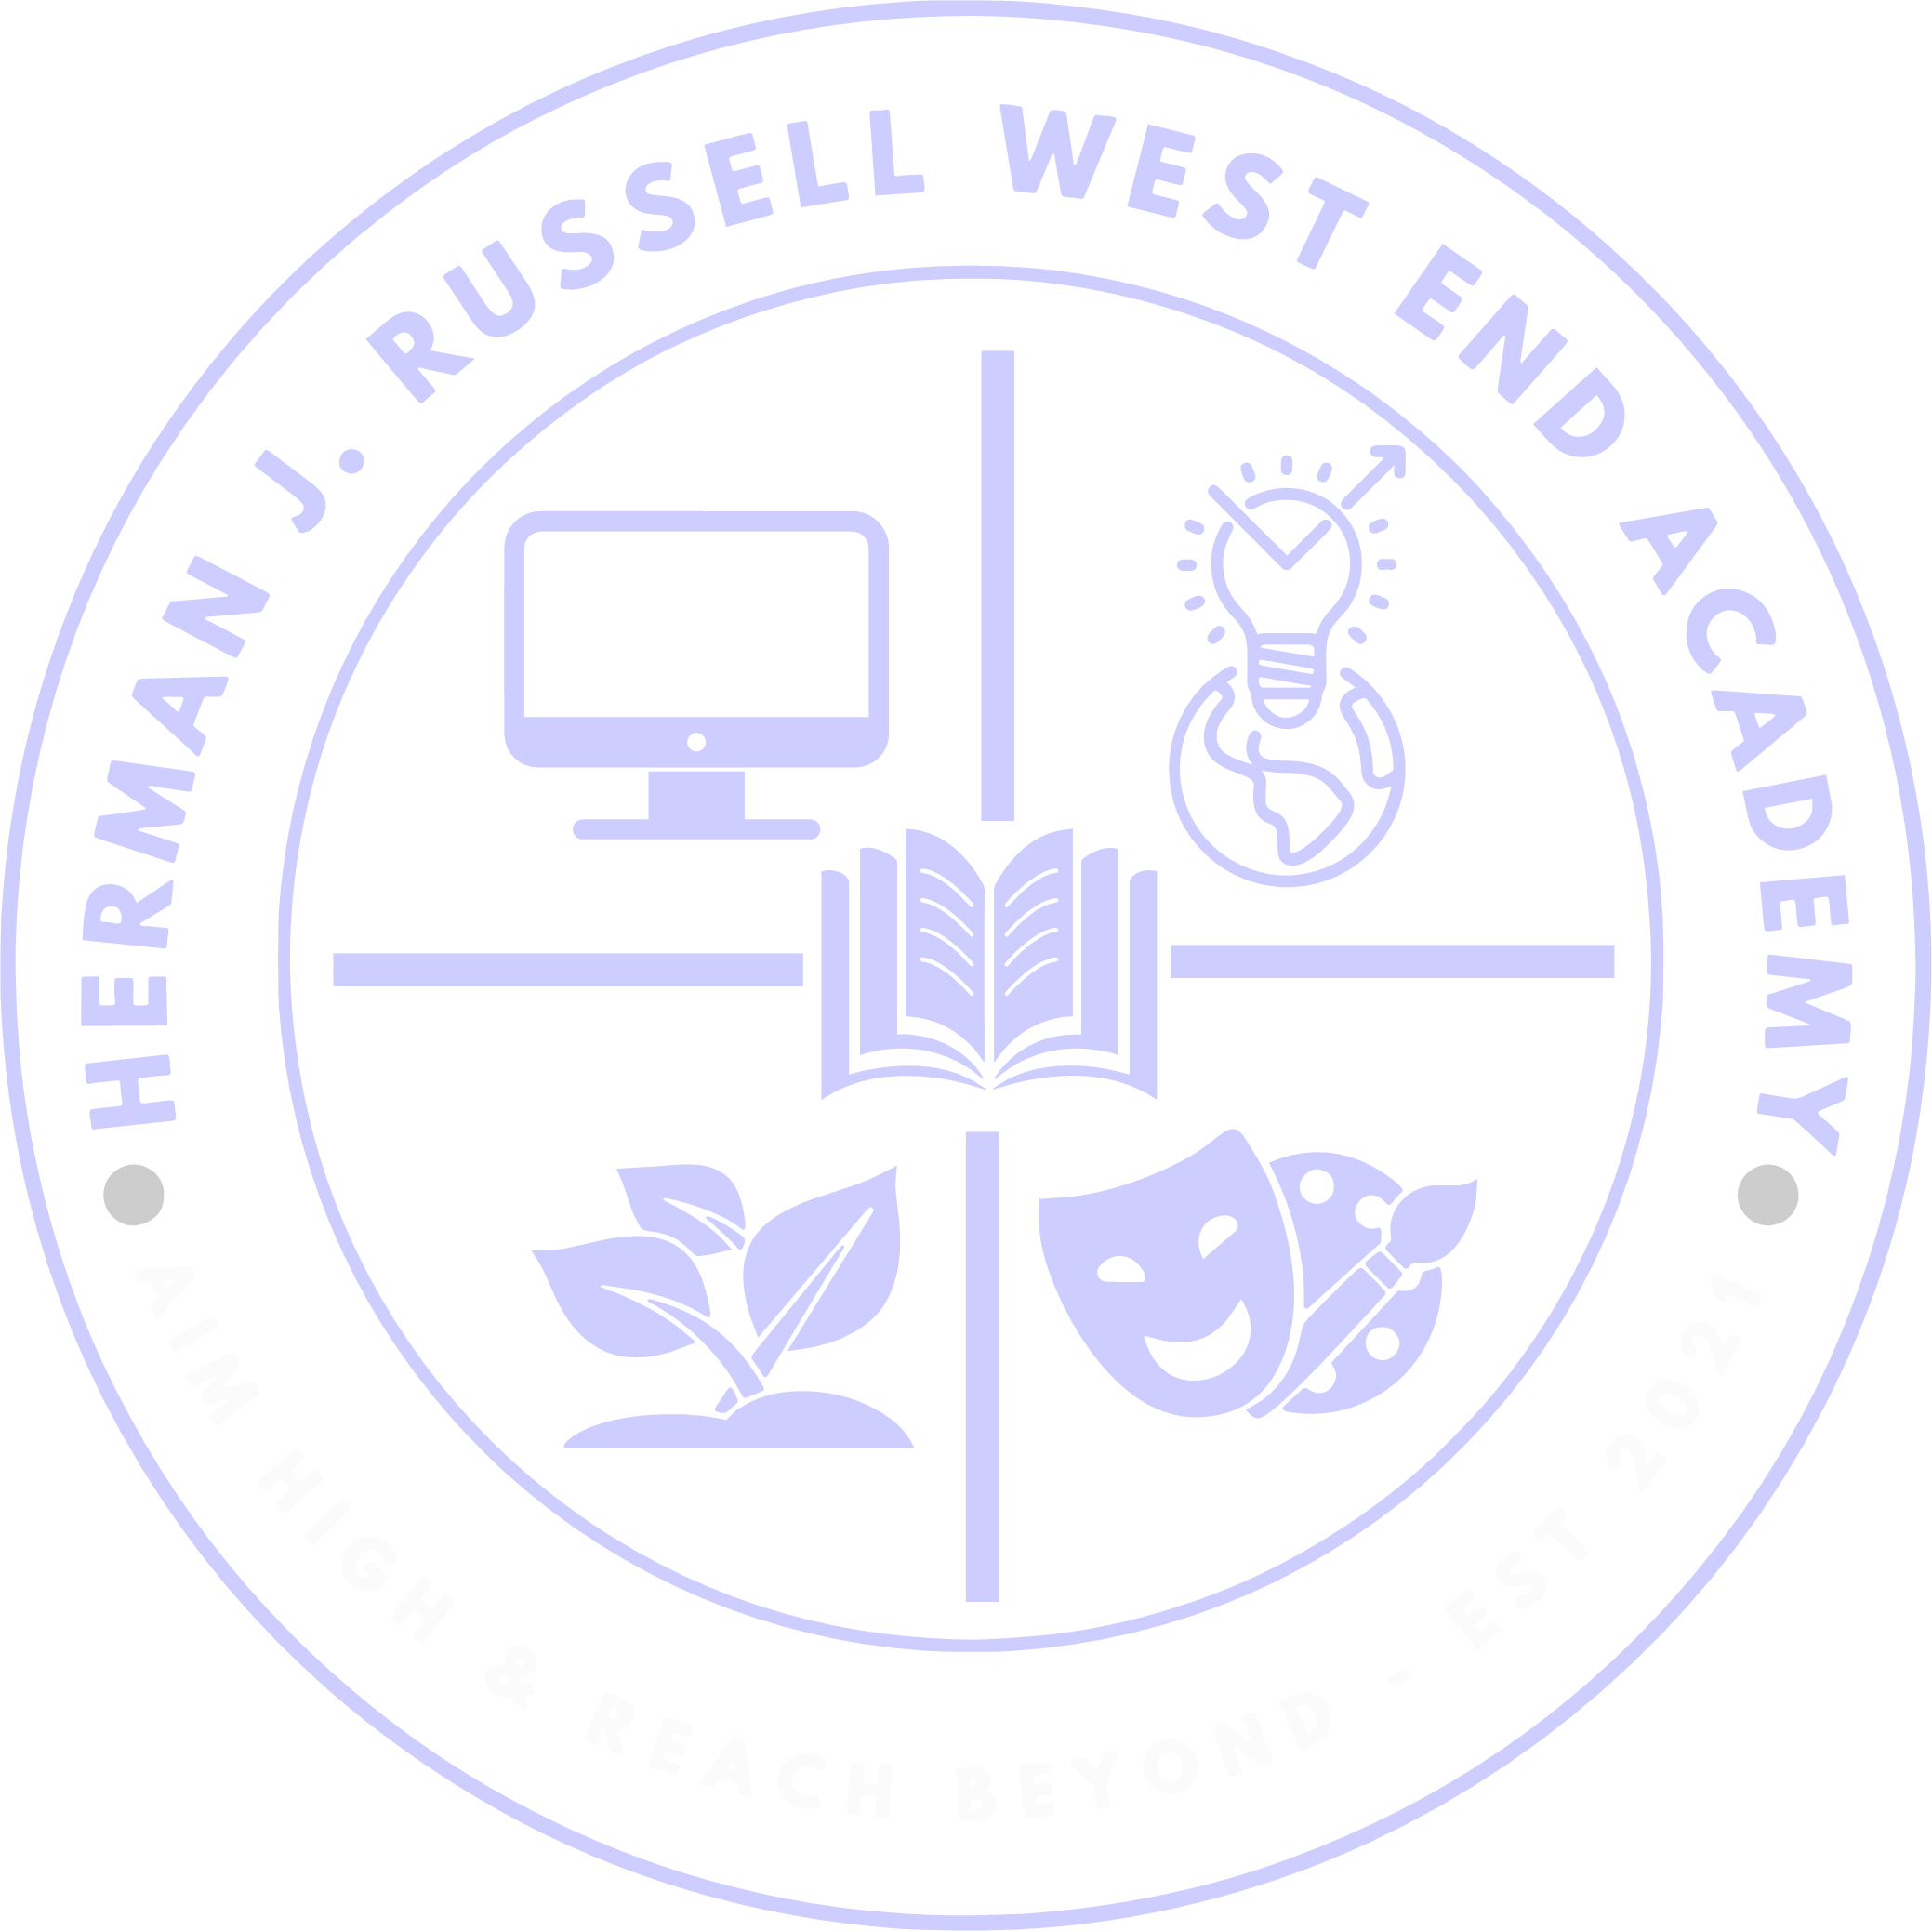 HERMAN J. RUSSELL WEST END ACADEMY
AIM HIGH & REACH BEYOND - EST 2021